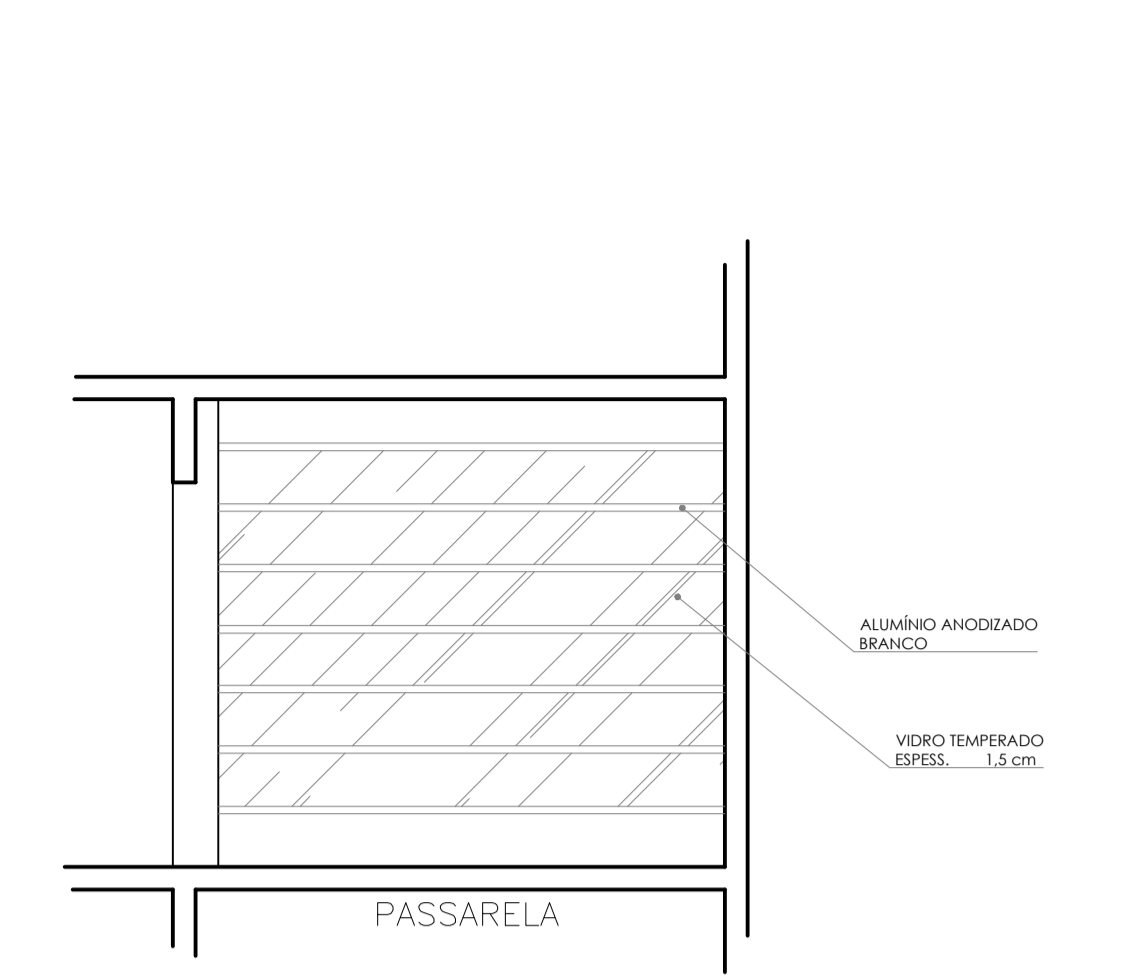 ALUMÍNIO ANODIZADO
BRANCO
VIDRO TEMPERADO
ESPESS. 1,5 cm
PASSARELA